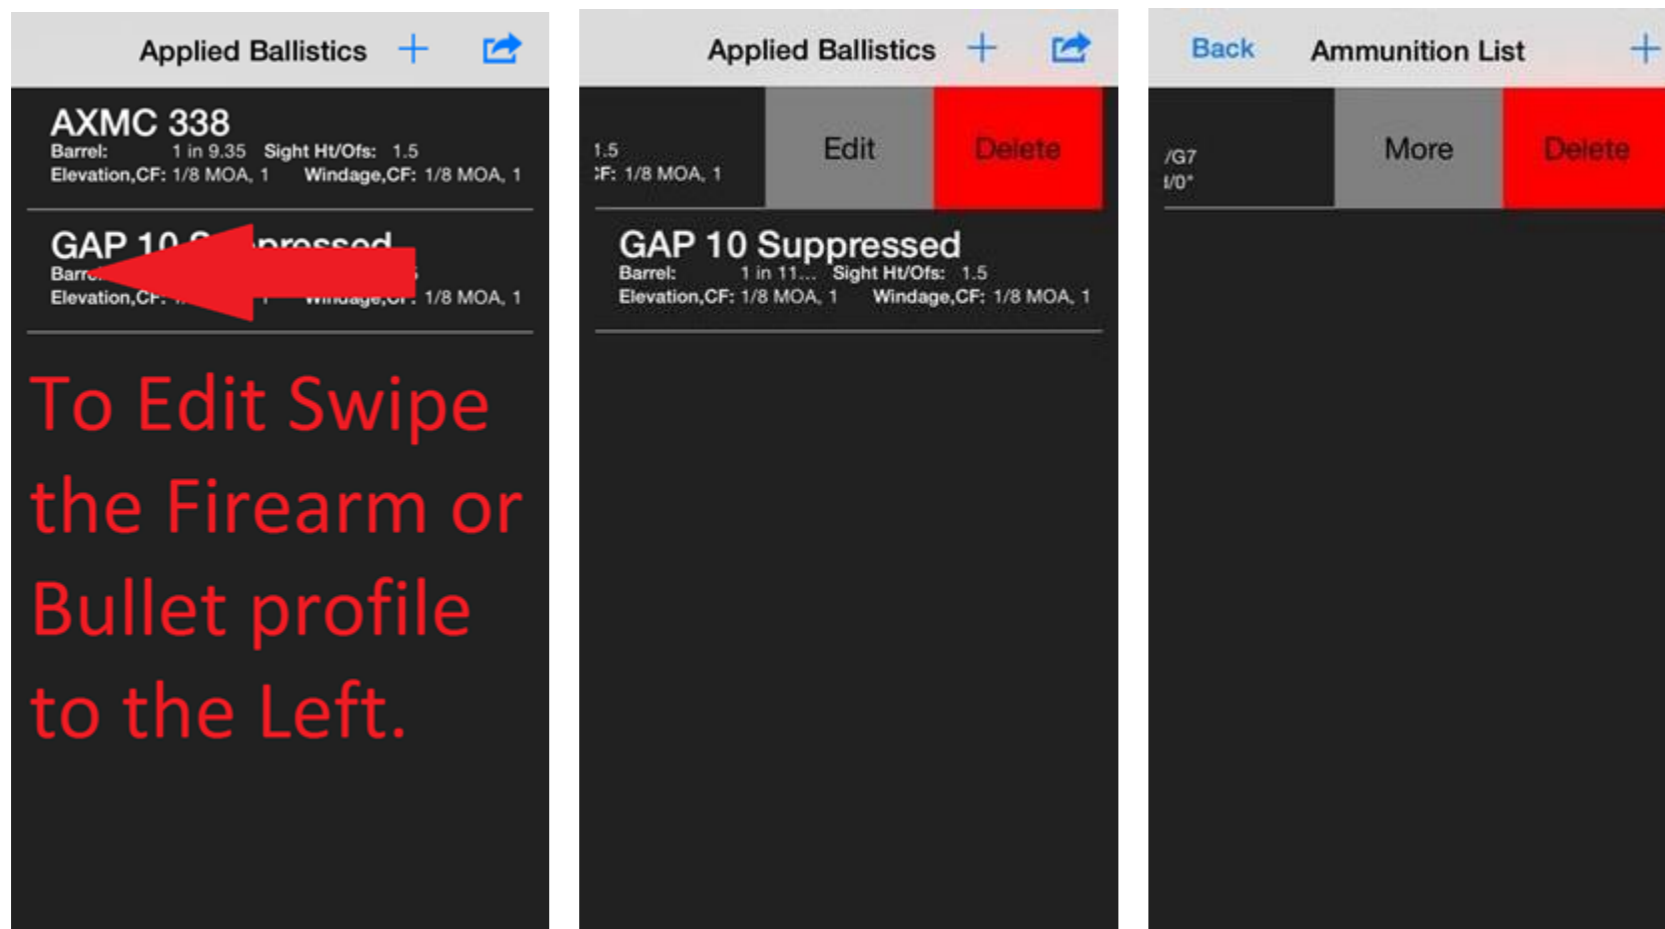 Applied Ballistics +
AXMC 338
Barrel: 1 in 9.35 Sight Ht/Ofs: 1.5
Elevation,CF: 1/8 MOA, 1 Windage,CF: 1/8 MOA, 1
GAP 10
Elevation,CF: 1/8 MOA, 1
To Edit Swipe
the Firearm or
Bullet profile
to the Left.
Applied Ballistics +
1.5
CF: 1/8 MOA, 1
Edit Delete
GAP 10 Suppressed
Barrel: 1 in 11... Sight Ht/Ofs: 1.5
Elevation,CF: 1/8 MOA, 1 Windage,CF: 1/8 MOA, 1
Back Ammunition List +
/G7
/0°
More Delete